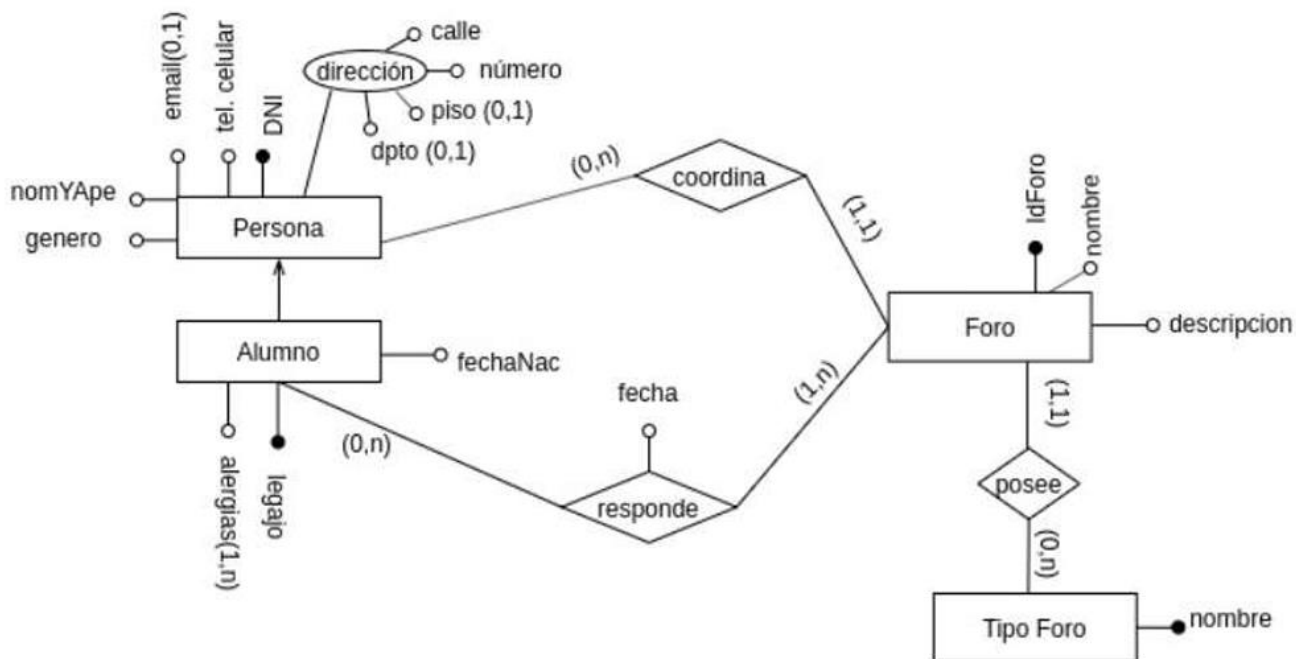 email(0,1)
tel. celular
DNI
dirección
calle
número
piso (0,1)
dpto (0,1)
nomYApe
genero
Persona
(0,n)
coordina
(1,1)
IdForo
nombre
Foro
descripcion
Alumno
fechaNac
alergias(1,n)
legajo
(0,n)
fecha
responde
(1,n)
(1,1)
posee
(0,n)
Tipo Foro
nombre